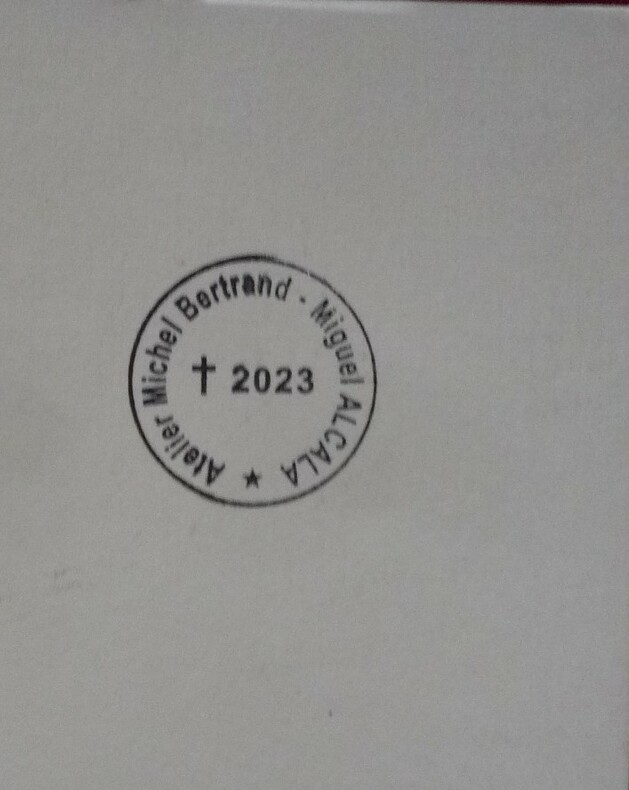 Atelier Michel Bertrand - Miguel ALCALA ★
† 2023